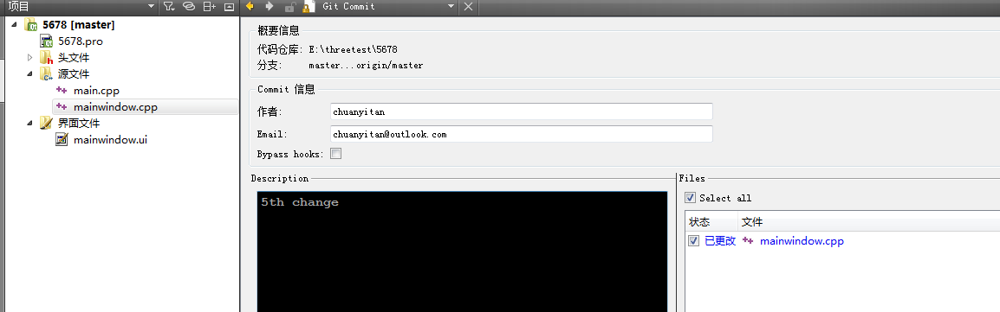 项目
Git Commit
5678 [master]
5678.pro
头文件
源文件
main.cpp
mainwindow.cpp
界面文件
mainwindow.ui
概要信息
代码仓库: E:\threetest\5678
分支: master...origin/master
Commit 信息
作者: chuanyitan
Email: chuanyitan@outlook.com
Bypass hooks:
Description
5th change
Files
Select all
状态 文件
已更改 mainwindow.cpp